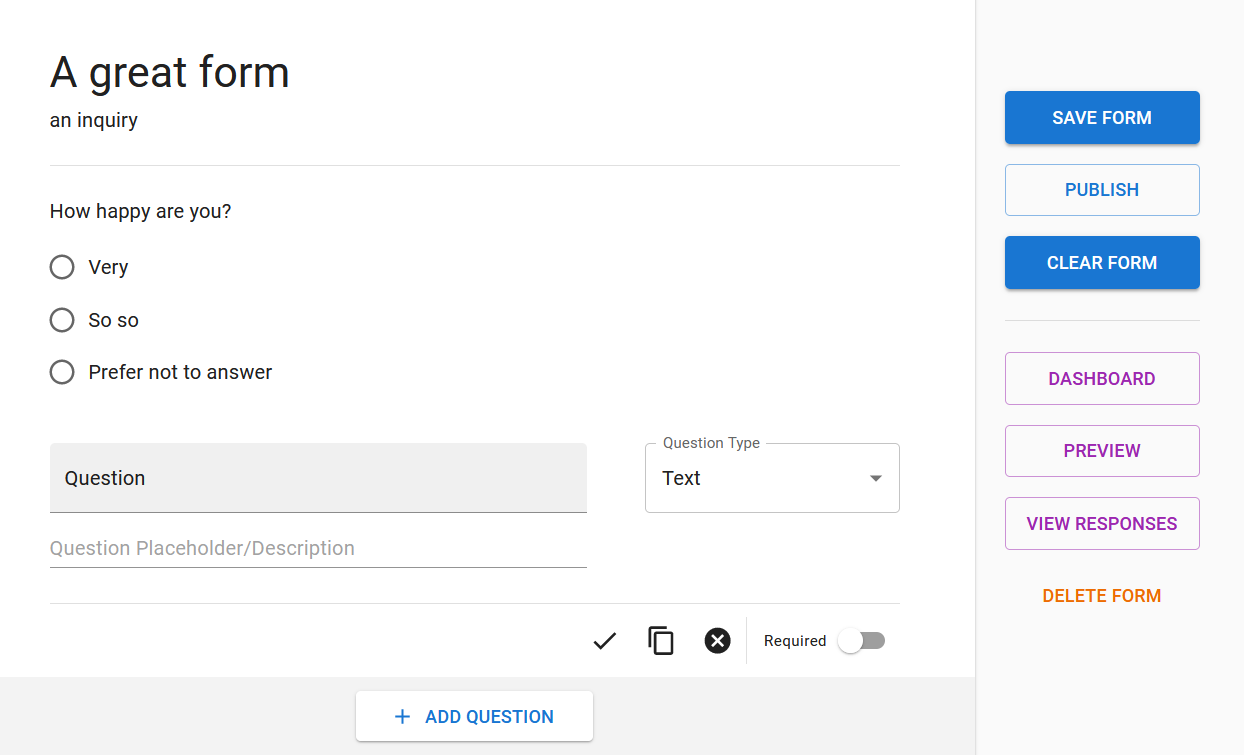 A great form
an inquiry
How happy are you?
Very
So so
Prefer not to answer
Question
Question Type
Text
Question Placeholder/Description
Required
ADD QUESTION
SAVE FORM
PUBLISH
CLEAR FORM
DASHBOARD
PREVIEW
VIEW RESPONSES
DELETE FORM